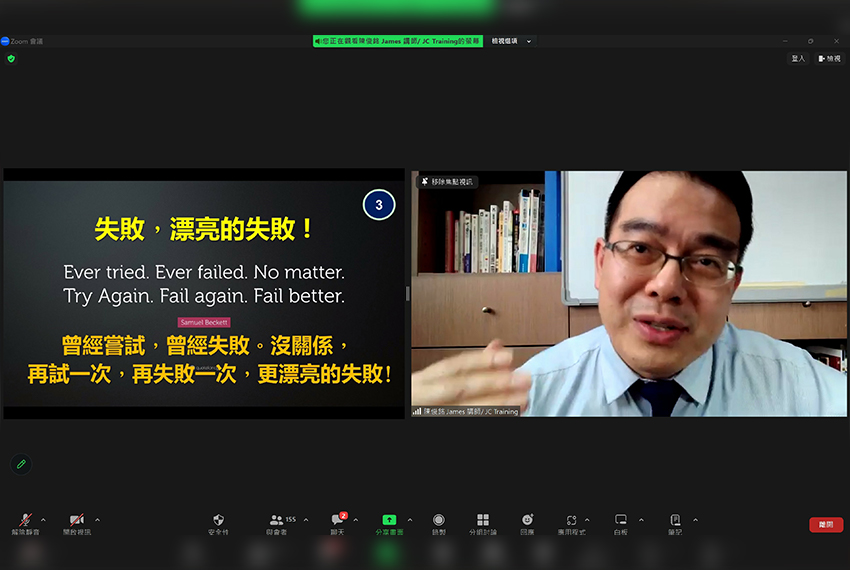 Zoom 會議
您正在觀看陳俊銘 James 講師/ JC Training的螢幕
檢視選項
登入
檢視
移除焦點視訊
3
失敗，漂亮的失敗！
Ever tried. Ever failed. No matter.
Try Again. Fail again. Fail better.
Samuel Beckett
曾經嘗試，曾經失敗。沒關係，
再試一次，再失敗一次，更漂亮的失敗!
陳俊銘 James 講師/ JC Training
解除靜音
開啟視訊
安全性
155
與會者
2
聊天
分享畫面
錄製
分組討論
回應
應用程式
白板
筆記
離開